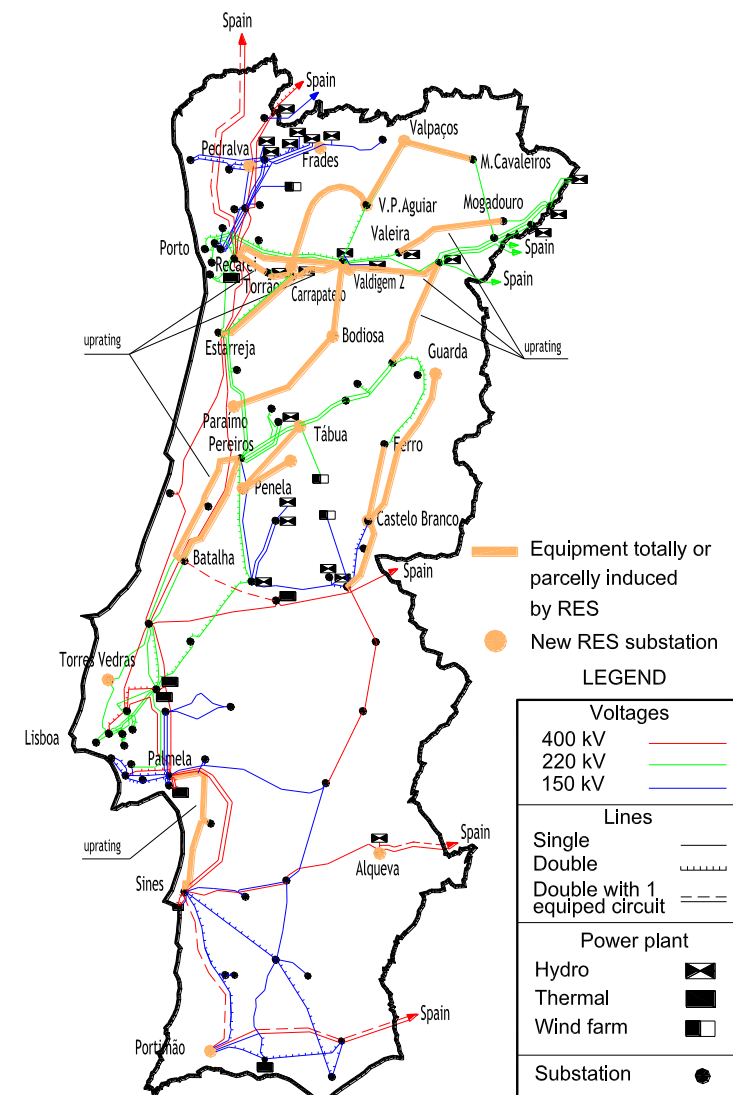 Spain
Spain
Valpaços
Pedralva
Frades
M.Cavaleiros
V.P.Aguiar
Mogadouro
Porto
Valeira
Spain
Recarei
Torrão
Valdigem 2
Spain
Carrapatelo
uprating
Estarreja
Bodiosa
uprating
Guarda
Paraimo
Tábua
Pereiros
Ferro
Penela
Castelo Branco
Batalha
Spain
Equipment totally or
parcelly induced
by RES
New RES substation
Torres Vedras
LEGEND
Voltages
400 kV
220 kV
150 kV
Lisboa
Palmela
Lines
Single
Double
Double with 1
equiped circuit
uprating
Spain
Alqueva
Sines
Power plant
Hydro
Thermal
Wind farm
Spain
Portimão
Substation